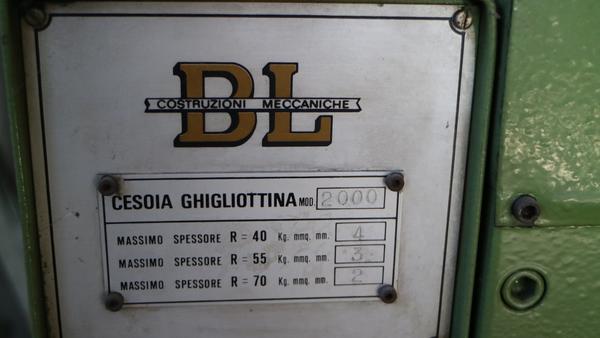 BL
COSTRUZIONI MECCANICHE
CESOIA GHIGLIOTTINA MOD. 2000
MASSIMO SPESSORE R = 40 Kg. mmq. mm. 4
MASSIMO SPESSORE R = 55 Kg. mmq. mm. 3
MASSIMO SPESSORE R = 70 Kg. mmq. mm. 2